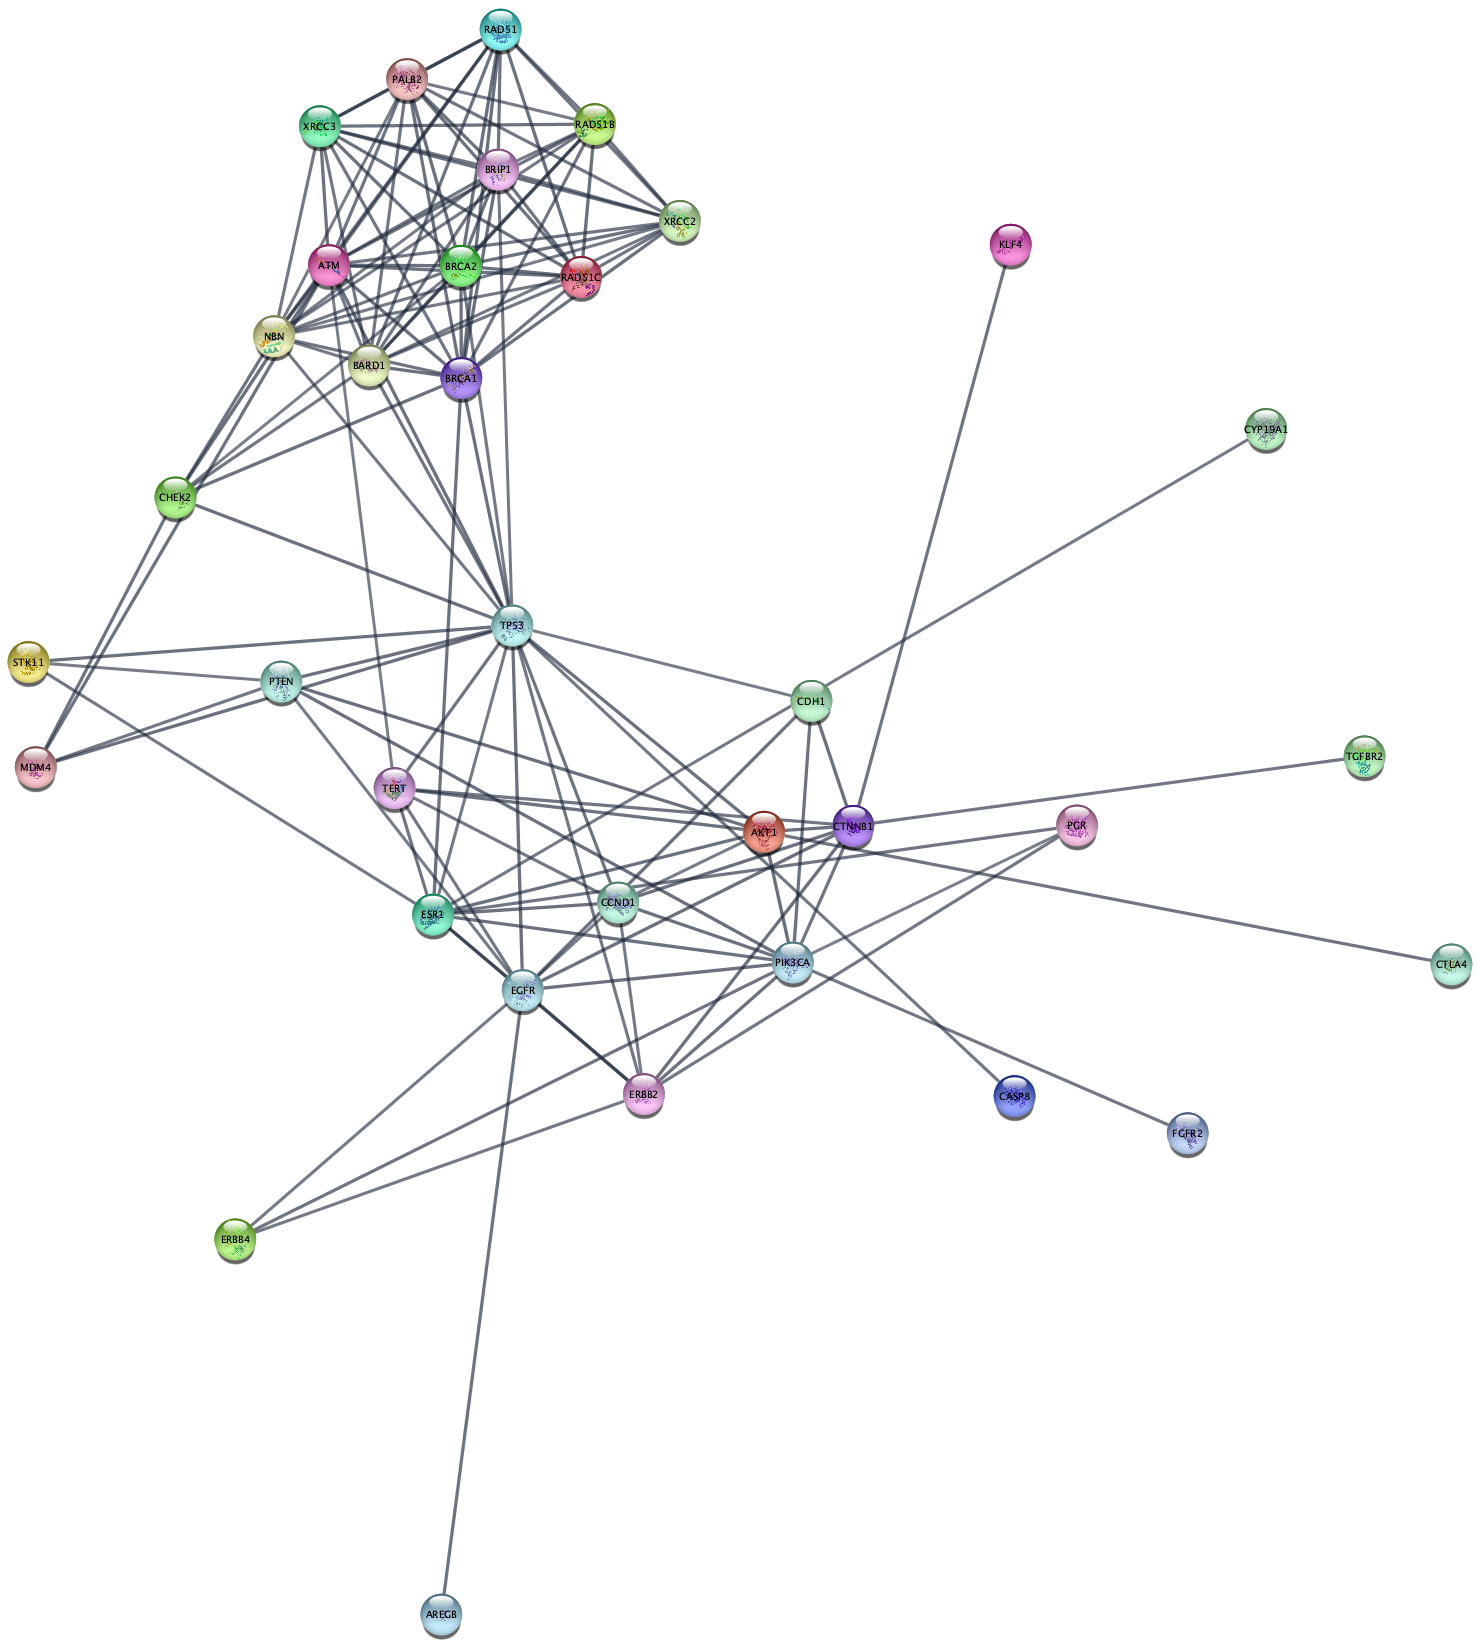 RAD51
PALB2
XRCC3
RAD51B
BRIP1
XRCC2
KLF4
ATM
BRCA2
RAD51C
NBN
BARD1
BRCA1
CYP19A1
CHEK2
TP53
STK11
PTEN
CDH1
MDM4
TGFBR2
TERT
AKT1
CTNNB1
PGR
CCND1
ESR1
PIK3CA
CTLA4
EGFR
ERBB2
CASP8
FGFR2
ERBB4
AREGB